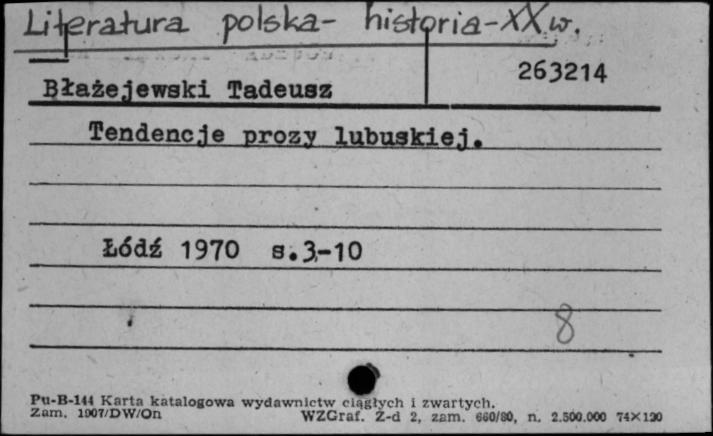 Literatura polska- historia-XX w.
263214
Błażejewski Tadeusz
Tendencje prozy lubuskiej.
Łódź 1970 s.3-10
8
Pu-B-144 Karta katalogowa wydawnictw ciągłych i zwartych.
Zam. 1907/DW/On WZGraf. Z-d 2, zam. 660/80, n. 2.500.000 74×120